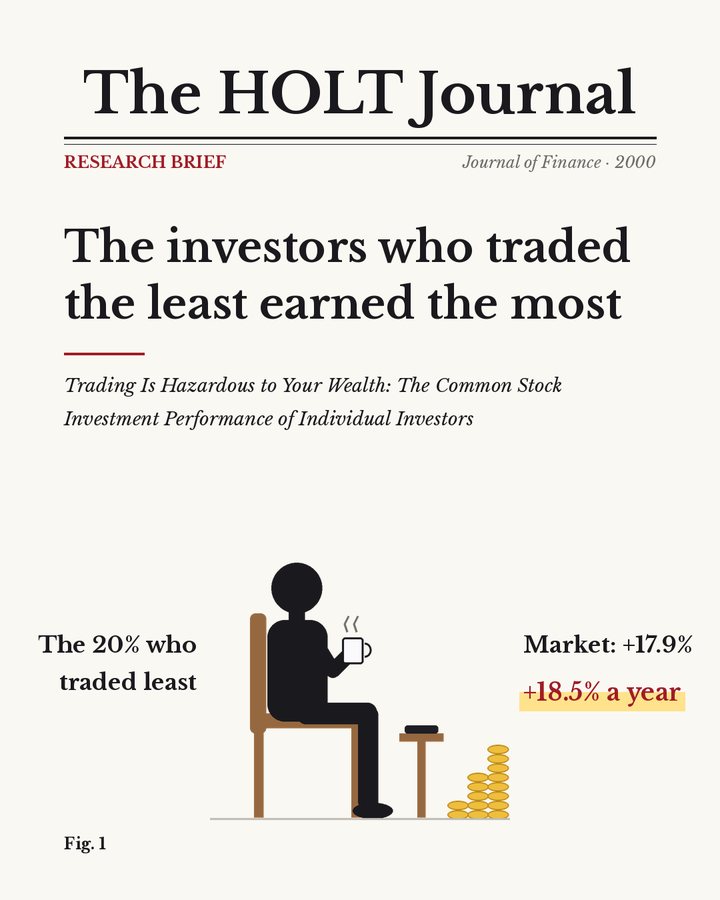 The HOLT Journal
RESEARCH BRIEF
Journal of Finance · 2000
The investors who traded
the least earned the most
Trading Is Hazardous to Your Wealth: The Common Stock
Investment Performance of Individual Investors
The 20% who
traded least
Market: +17.9%
+18.5% a year
Fig. 1